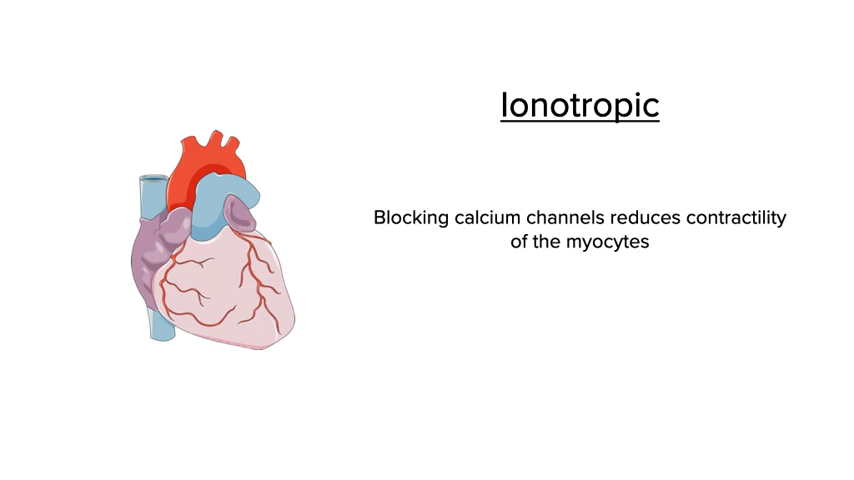 Ionotropic
Blocking calcium channels reduces contractility
of the myocytes